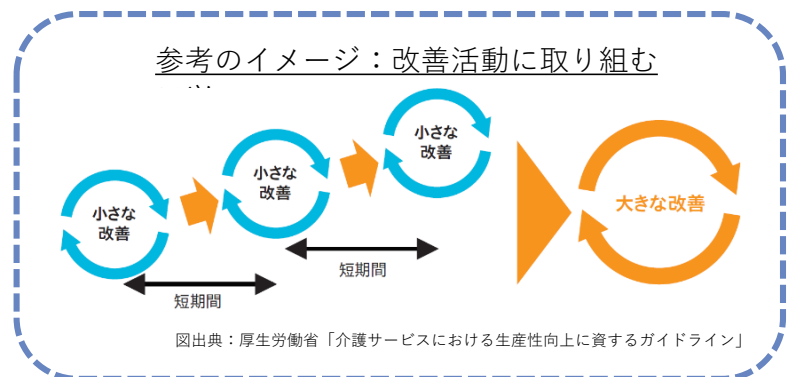 参考のイメージ：改善活動に取り組む
小さな
改善
小さな
改善
小さな
改善
大きな改善
短期間
短期間
図出典：厚生労働省「介護サービスにおける生産性向上に資するガイドライン」